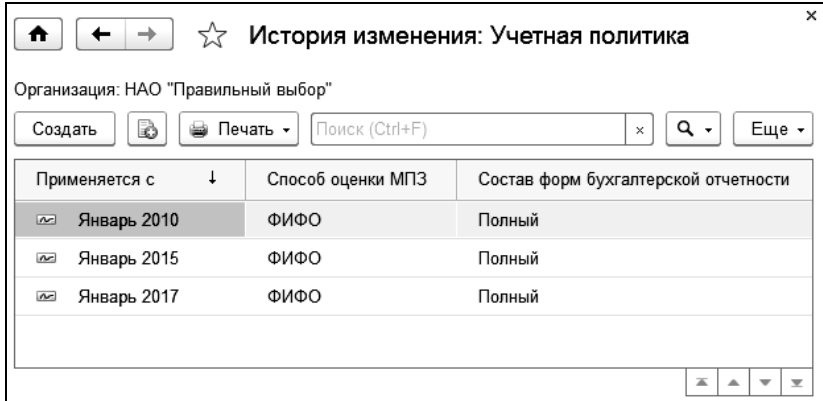 История изменения: Учетная политика
Организация: НАО "Правильный выбор"
Создать Печать Поиск (Ctrl+F) Еще
Применяется с Способ оценки МПЗ Состав форм бухгалтерской отчетности
Январь 2010 ФИФО Полный
Январь 2015 ФИФО Полный
Январь 2017 ФИФО Полный